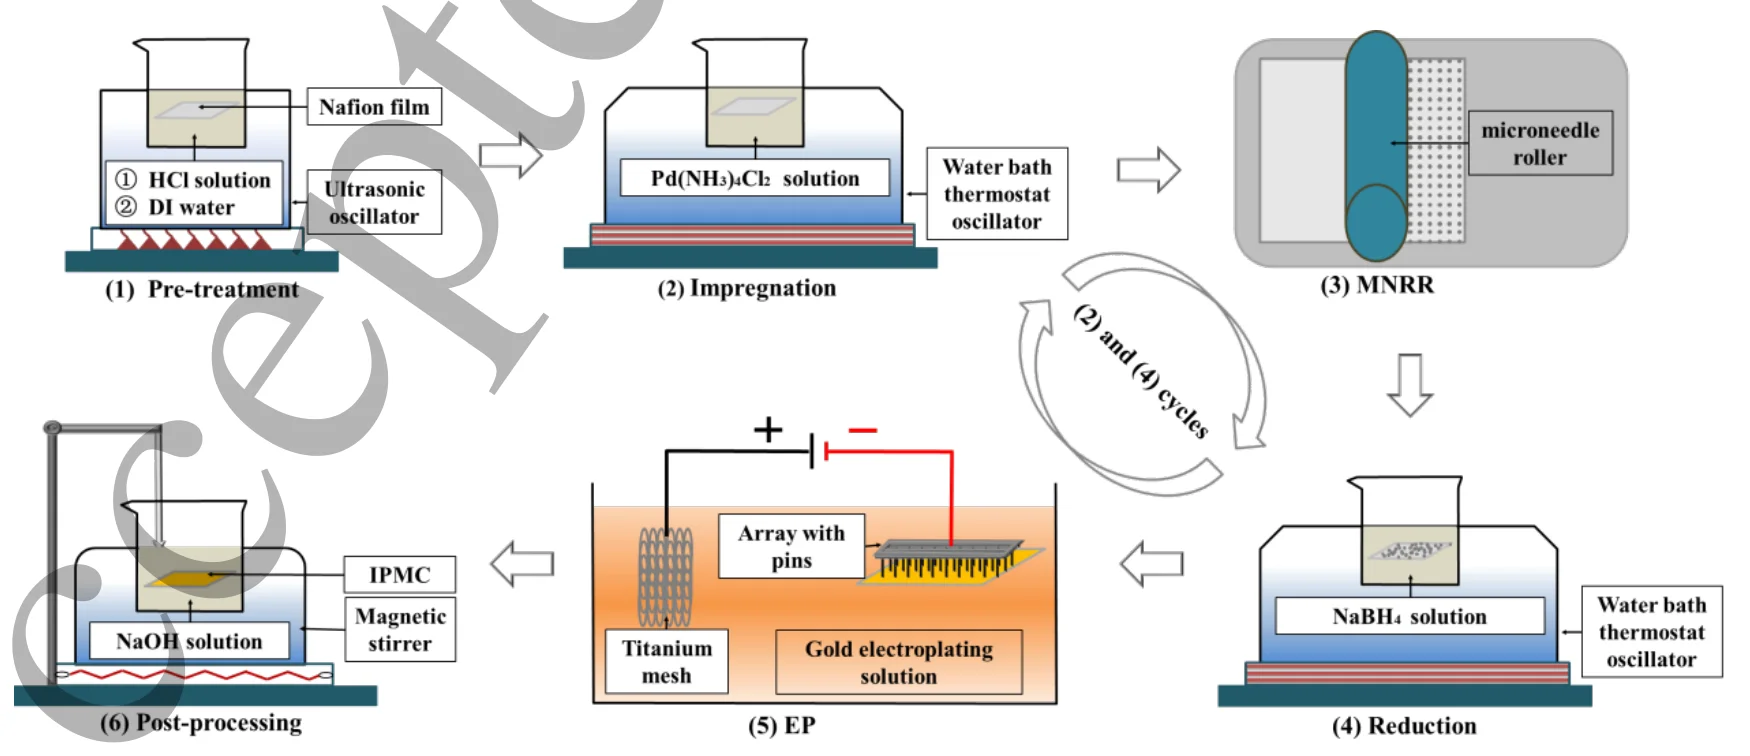 Nafion film
① HCl solution
② DI water
Ultrasonic
oscillator
(1) Pre-treatment
Pd(NH₃)₄Cl₂ solution
Water bath
thermostat
oscillator
(2) Impregnation
microneedle
roller
(3) MNRR
(2) and (4) cycles
NaBH₄ solution
Water bath
thermostat
oscillator
(4) Reduction
+
−
Array with
pins
Titanium
mesh
Gold electroplating
solution
(5) EP
IPMC
Magnetic
stirrer
NaOH solution
(6) Post-processing
ccepte